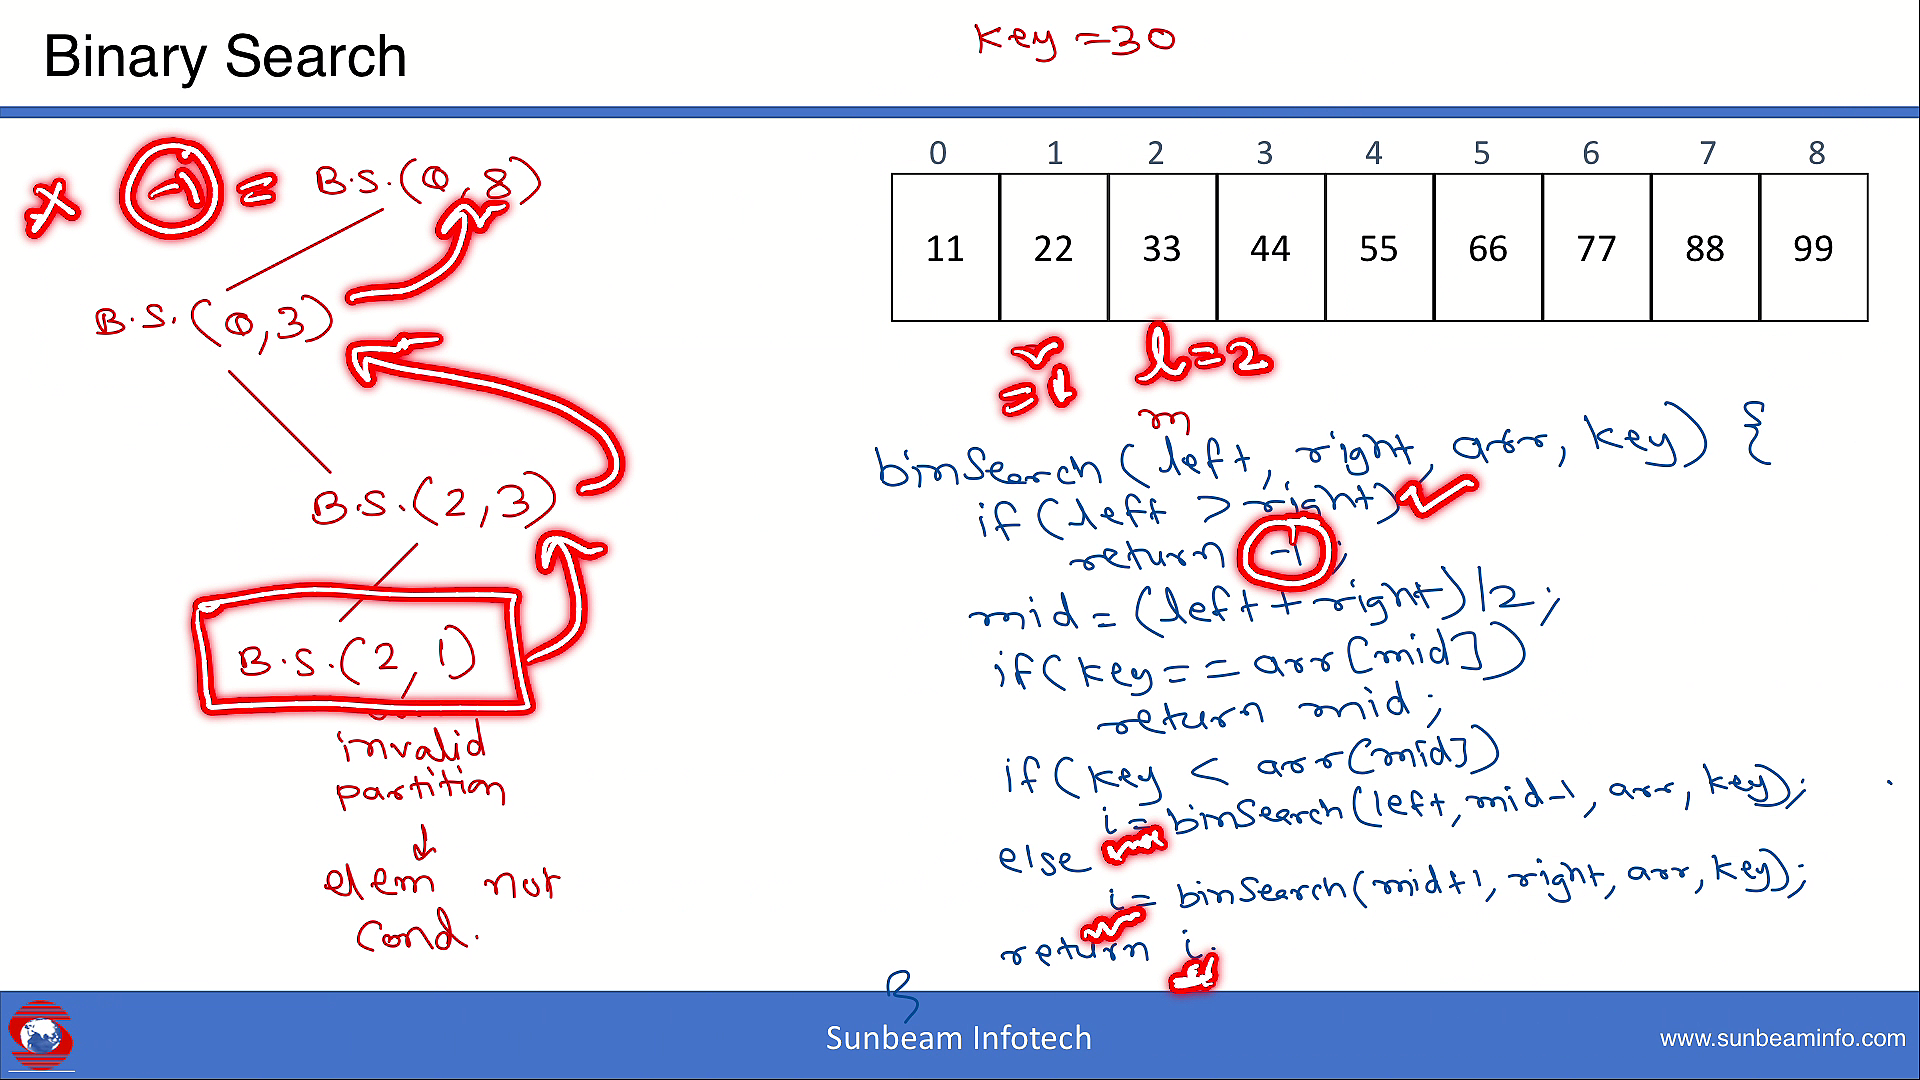 Binary Search
key = 30
-1 = B.S.(0,8)
B.S.(0,3)
B.S.(2,3)
B.S.(2,1)
invalid
partition
elem not
cond.
0 1 2 3 4 5 6 7 8
11 22 33 44 55 66 77 88 99
r
=1
l=2
m
binSearch(left, right, arr, key) {
if(left > right)
return -1;
mid = (left+right)/2;
if(key == arr[mid])
return mid;
if(key < arr[mid])
i= binSearch(left, mid-1, arr, key);
else
i= binSearch(mid+1, right, arr, key);
return i;
}
Sunbeam Infotech
www.sunbeaminfo.com